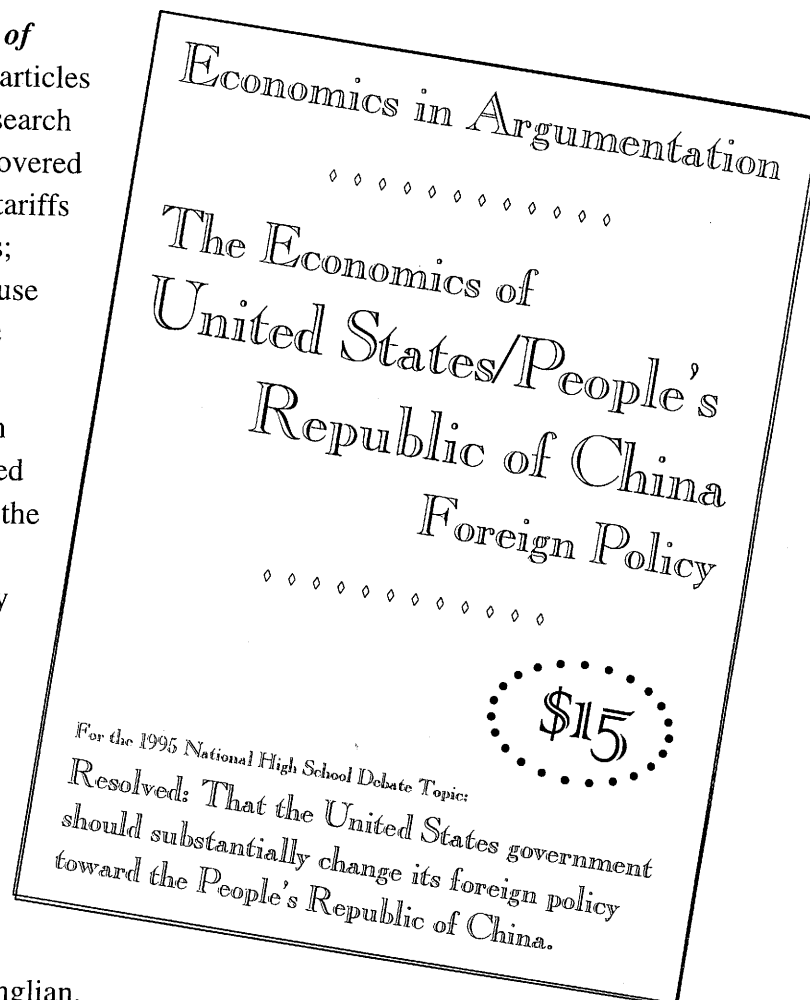 of
articles
search
overed
tariffs
s;
use
n
ed
the
y
nglian.
Economics in Argumentation
The Economics of
United States/People's
Republic of China
Foreign Policy
$15
For the 1995 National High School Debate Topic:
Resolved: That the United States government
should substantially change its foreign policy
toward the People's Republic of China.